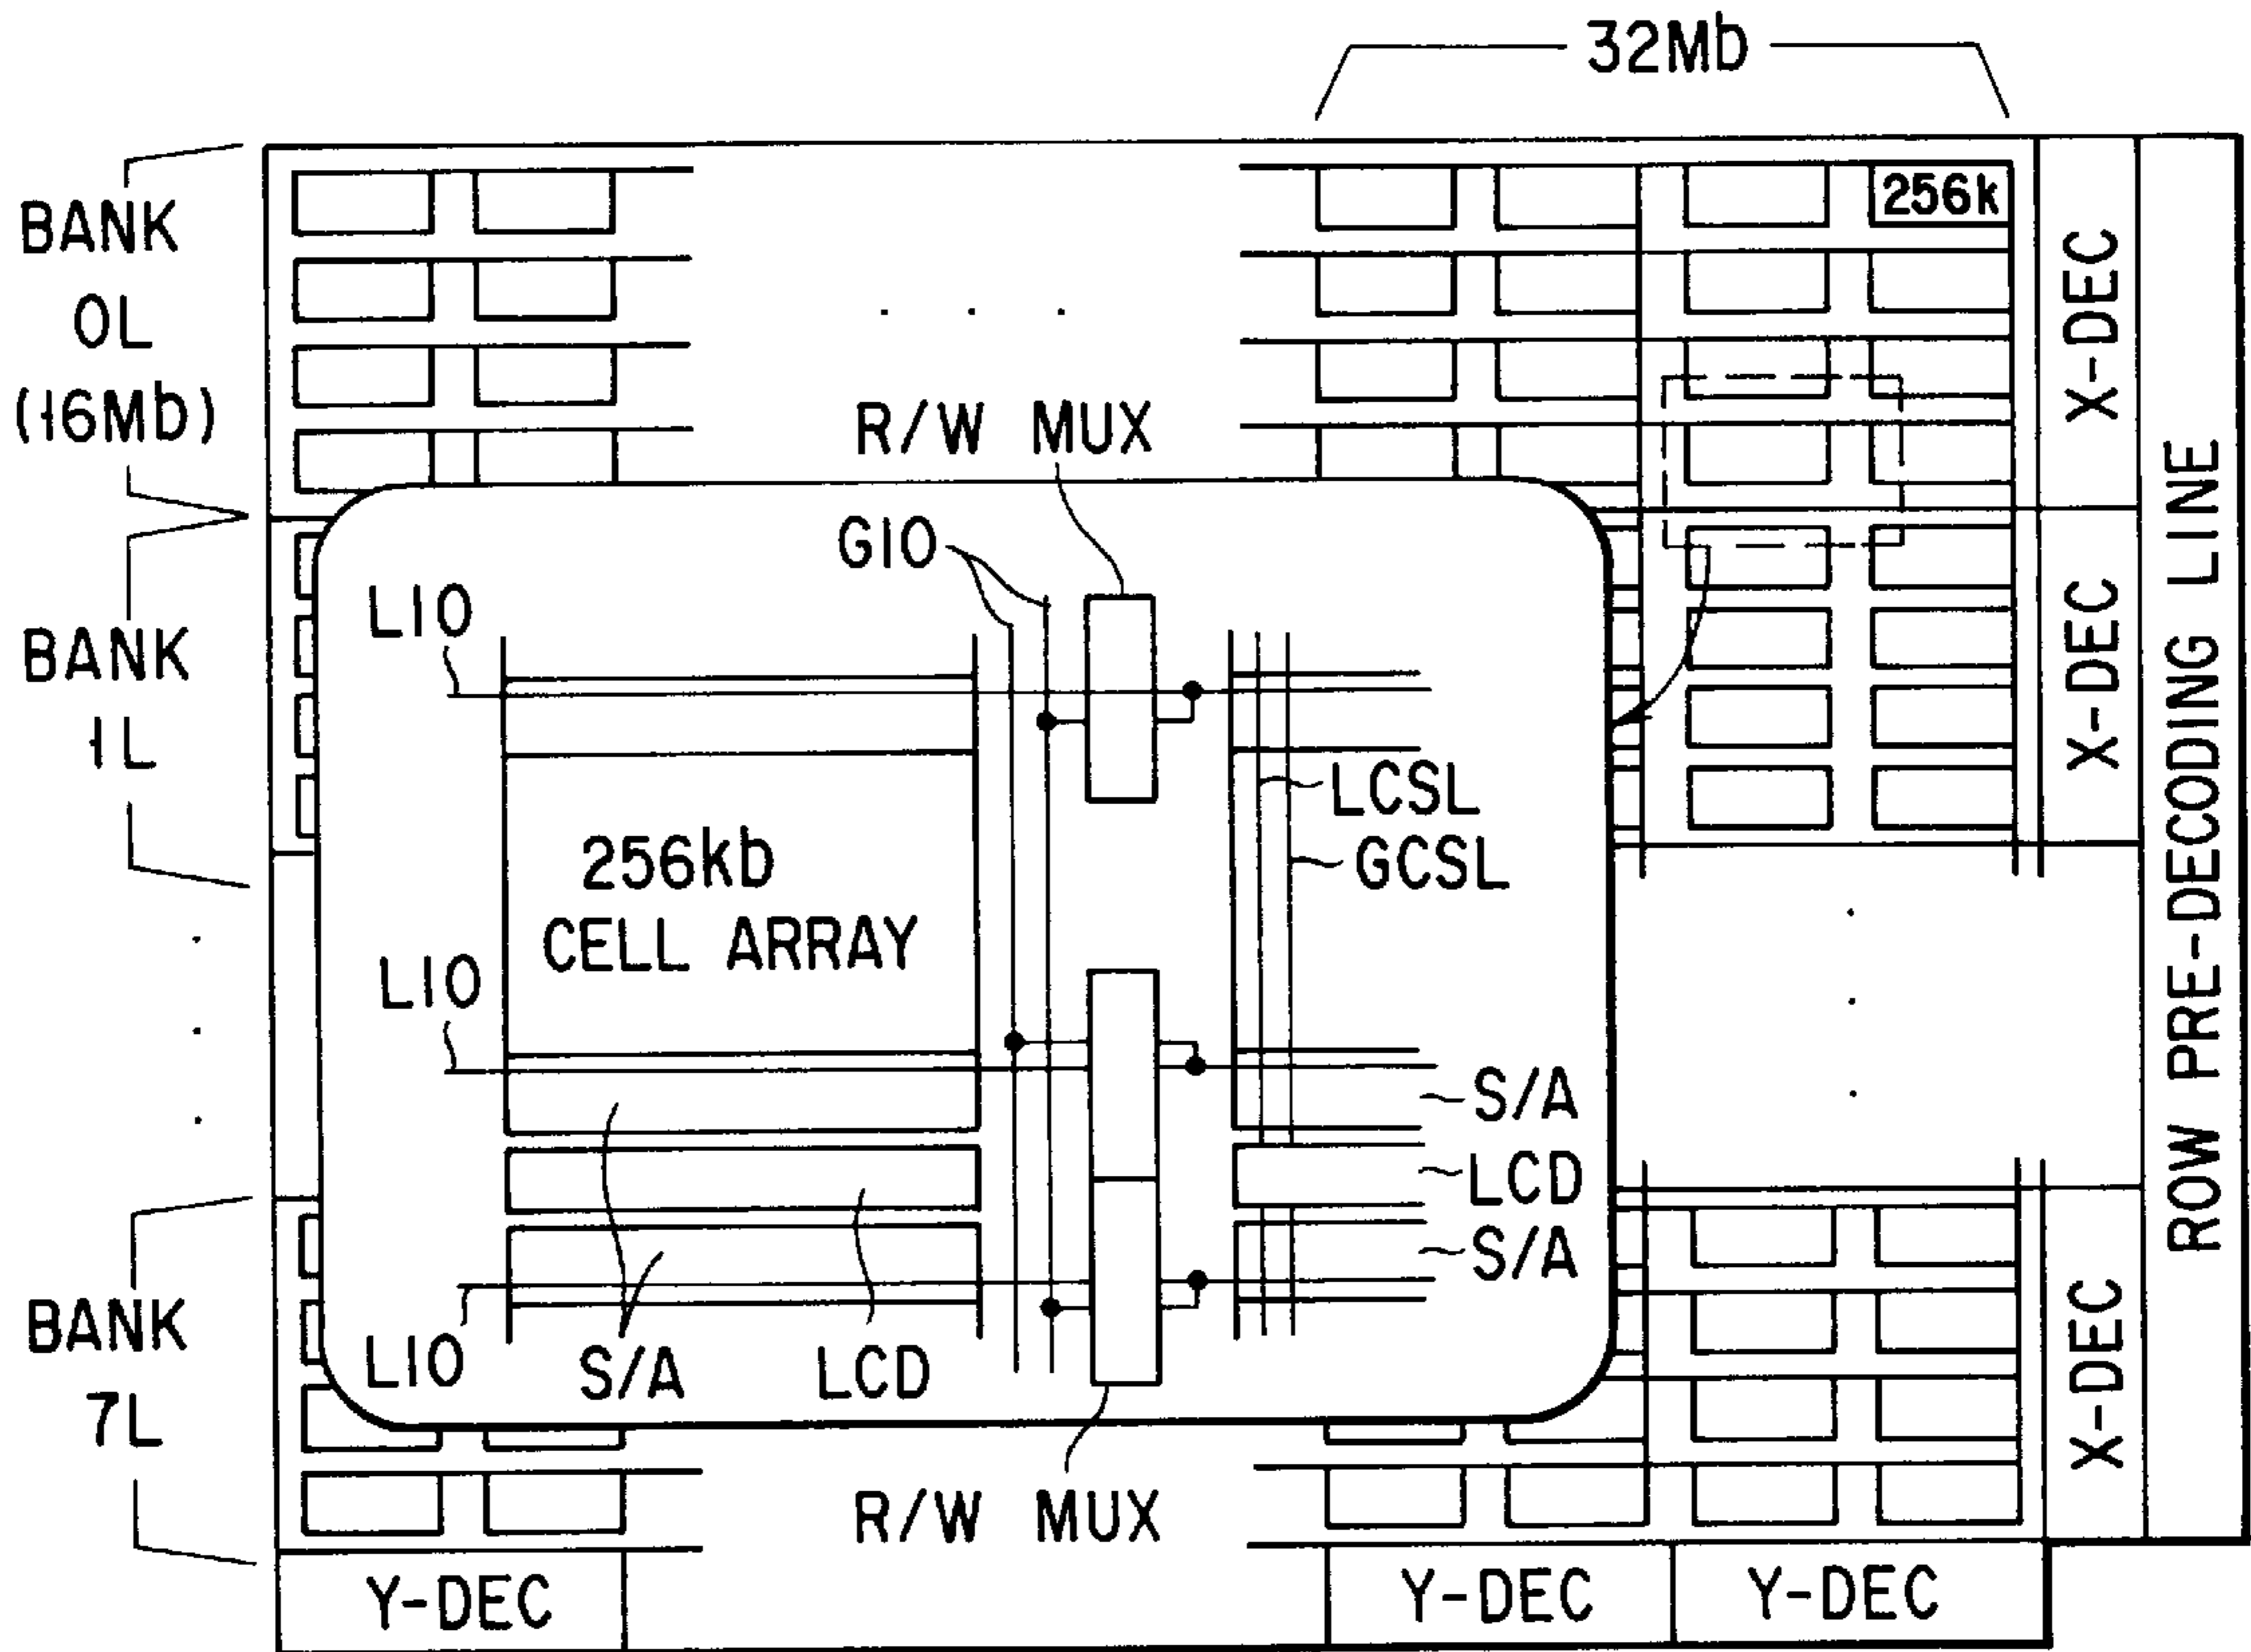 32Mb
BANK
0L
(16Mb)
256k
X-DEC
R/W MUX
GIO
LIO
BANK
1L
X-DEC
ROW PRE-DECODING LINE
LCSL
GCSL
256kb
CELL ARRAY
LIO
S/A
LCD
S/A
BANK
7L
LIO
S/A
LCD
X-DEC
R/W MUX
Y-DEC
Y-DEC
Y-DEC